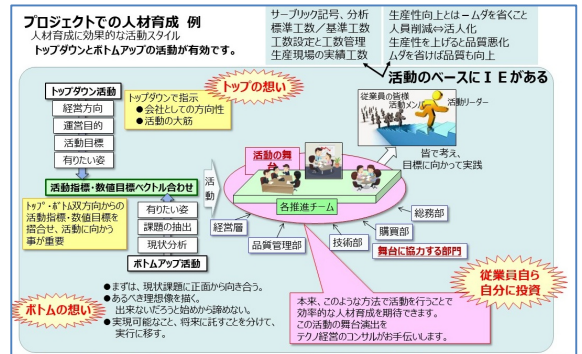 プロジェクトでの人材育成 例
人材育成に効果的な活動スタイル
トップダウンとボトムアップの活動が有効です。
サーブリック記号、分析
標準工数／基準工数
工数設定と工数管理
生産現場の実績工数
生産性向上とは－ムダを省くこと
人員削減⇔活人化
生産性を上げると品質悪化
ムダを省けば品質も向上
活動のベースにＩＥがある
トップダウン活動
経営方向
運営目的
活動目標
有りたい姿
トップダウンで指示
●会社としての方向性
●活動の大筋
トップの想い
従業員の皆様
活動メンバ
活動リーダー
皆で考え、
目標に向かって実践
活動指標・数値目標ベクトル合わせ
活動
活動の舞台
各推進チーム
トップ・ボトム双方向からの
活動指標・数値目標を
摺合せ、活動に向かう
事が重要
有りたい姿
課題の抽出
現状分析
ボトムアップ活動
経営層
品質管理部
技術部
購買部
総務部
舞台に協力する部門
ボトムの想い
●まずは、現状課題に正面から向き合う。
●あるべき理想像を描く。
出来ないだろうと始めから諦めない。
●実現可能なこと、将来に託すことを分けて、
実行に移す。
従業員自ら
自分に投資
本来、このような方法で活動を行うことで
効率的な人材育成を期待できます。
この活動の舞台演出を
テクノ経営のコンサルがお手伝いします。